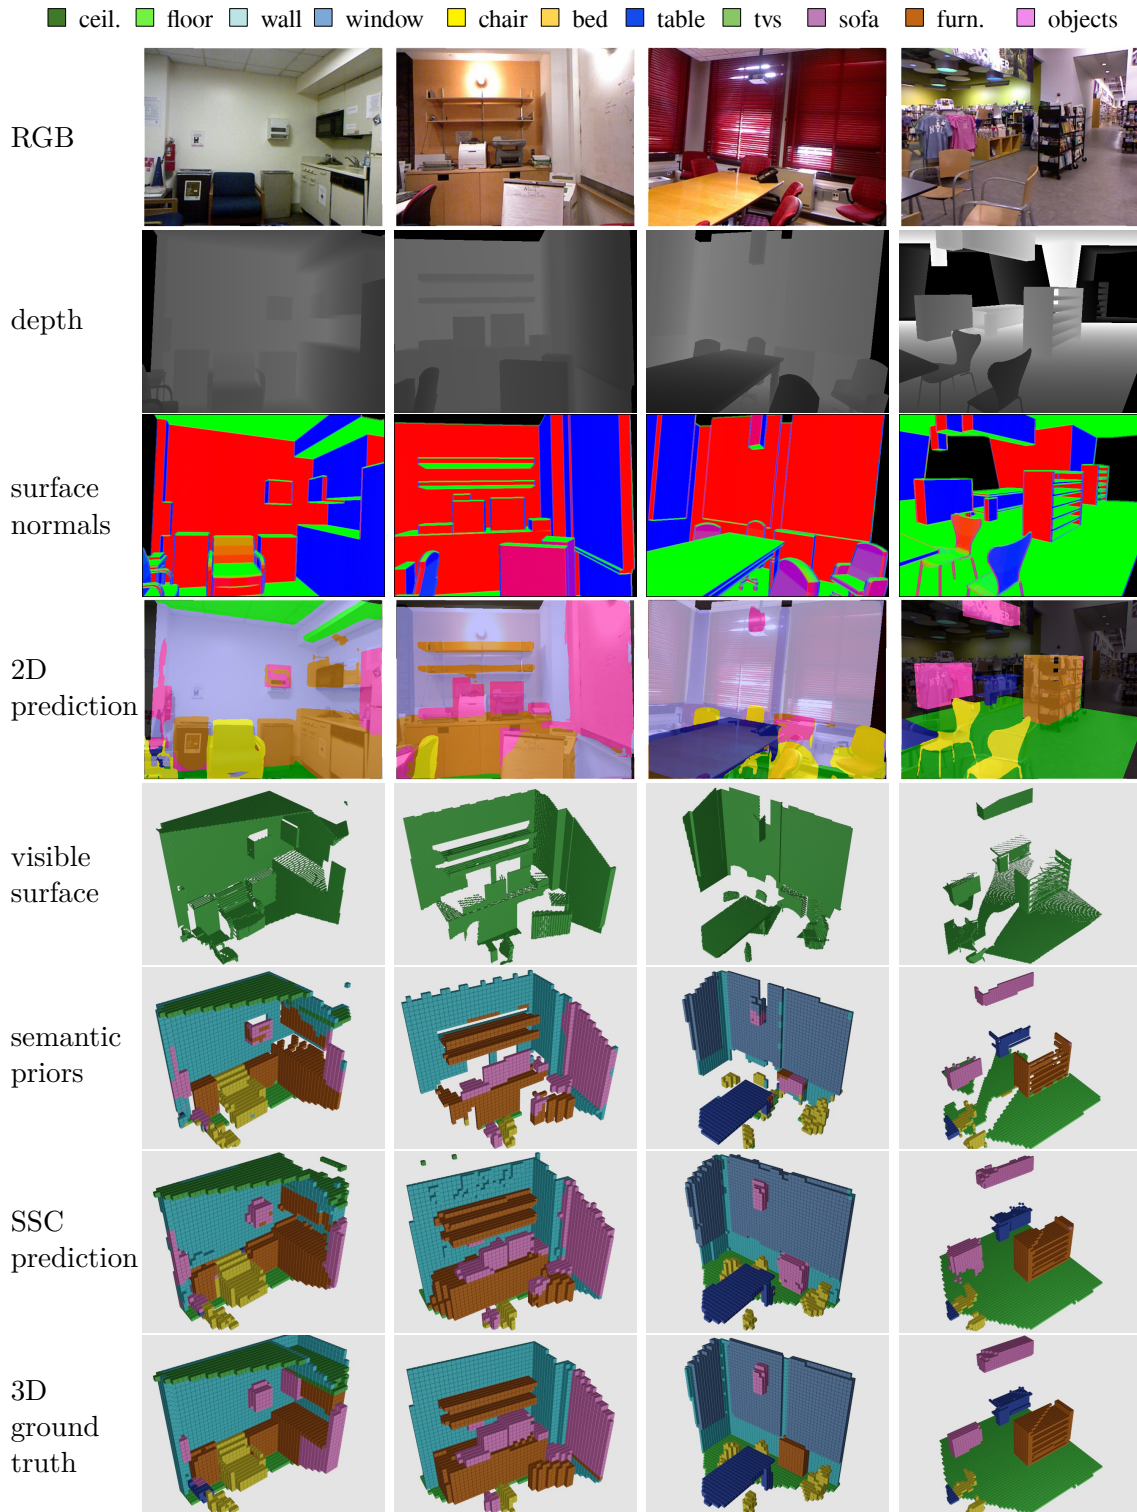 ceil. floor wall window chair bed table tvs sofa furn. objects
RGB
depth
surface
normals
2D
prediction
visible
surface
semantic
priors
SSC
prediction
3D
ground
truth